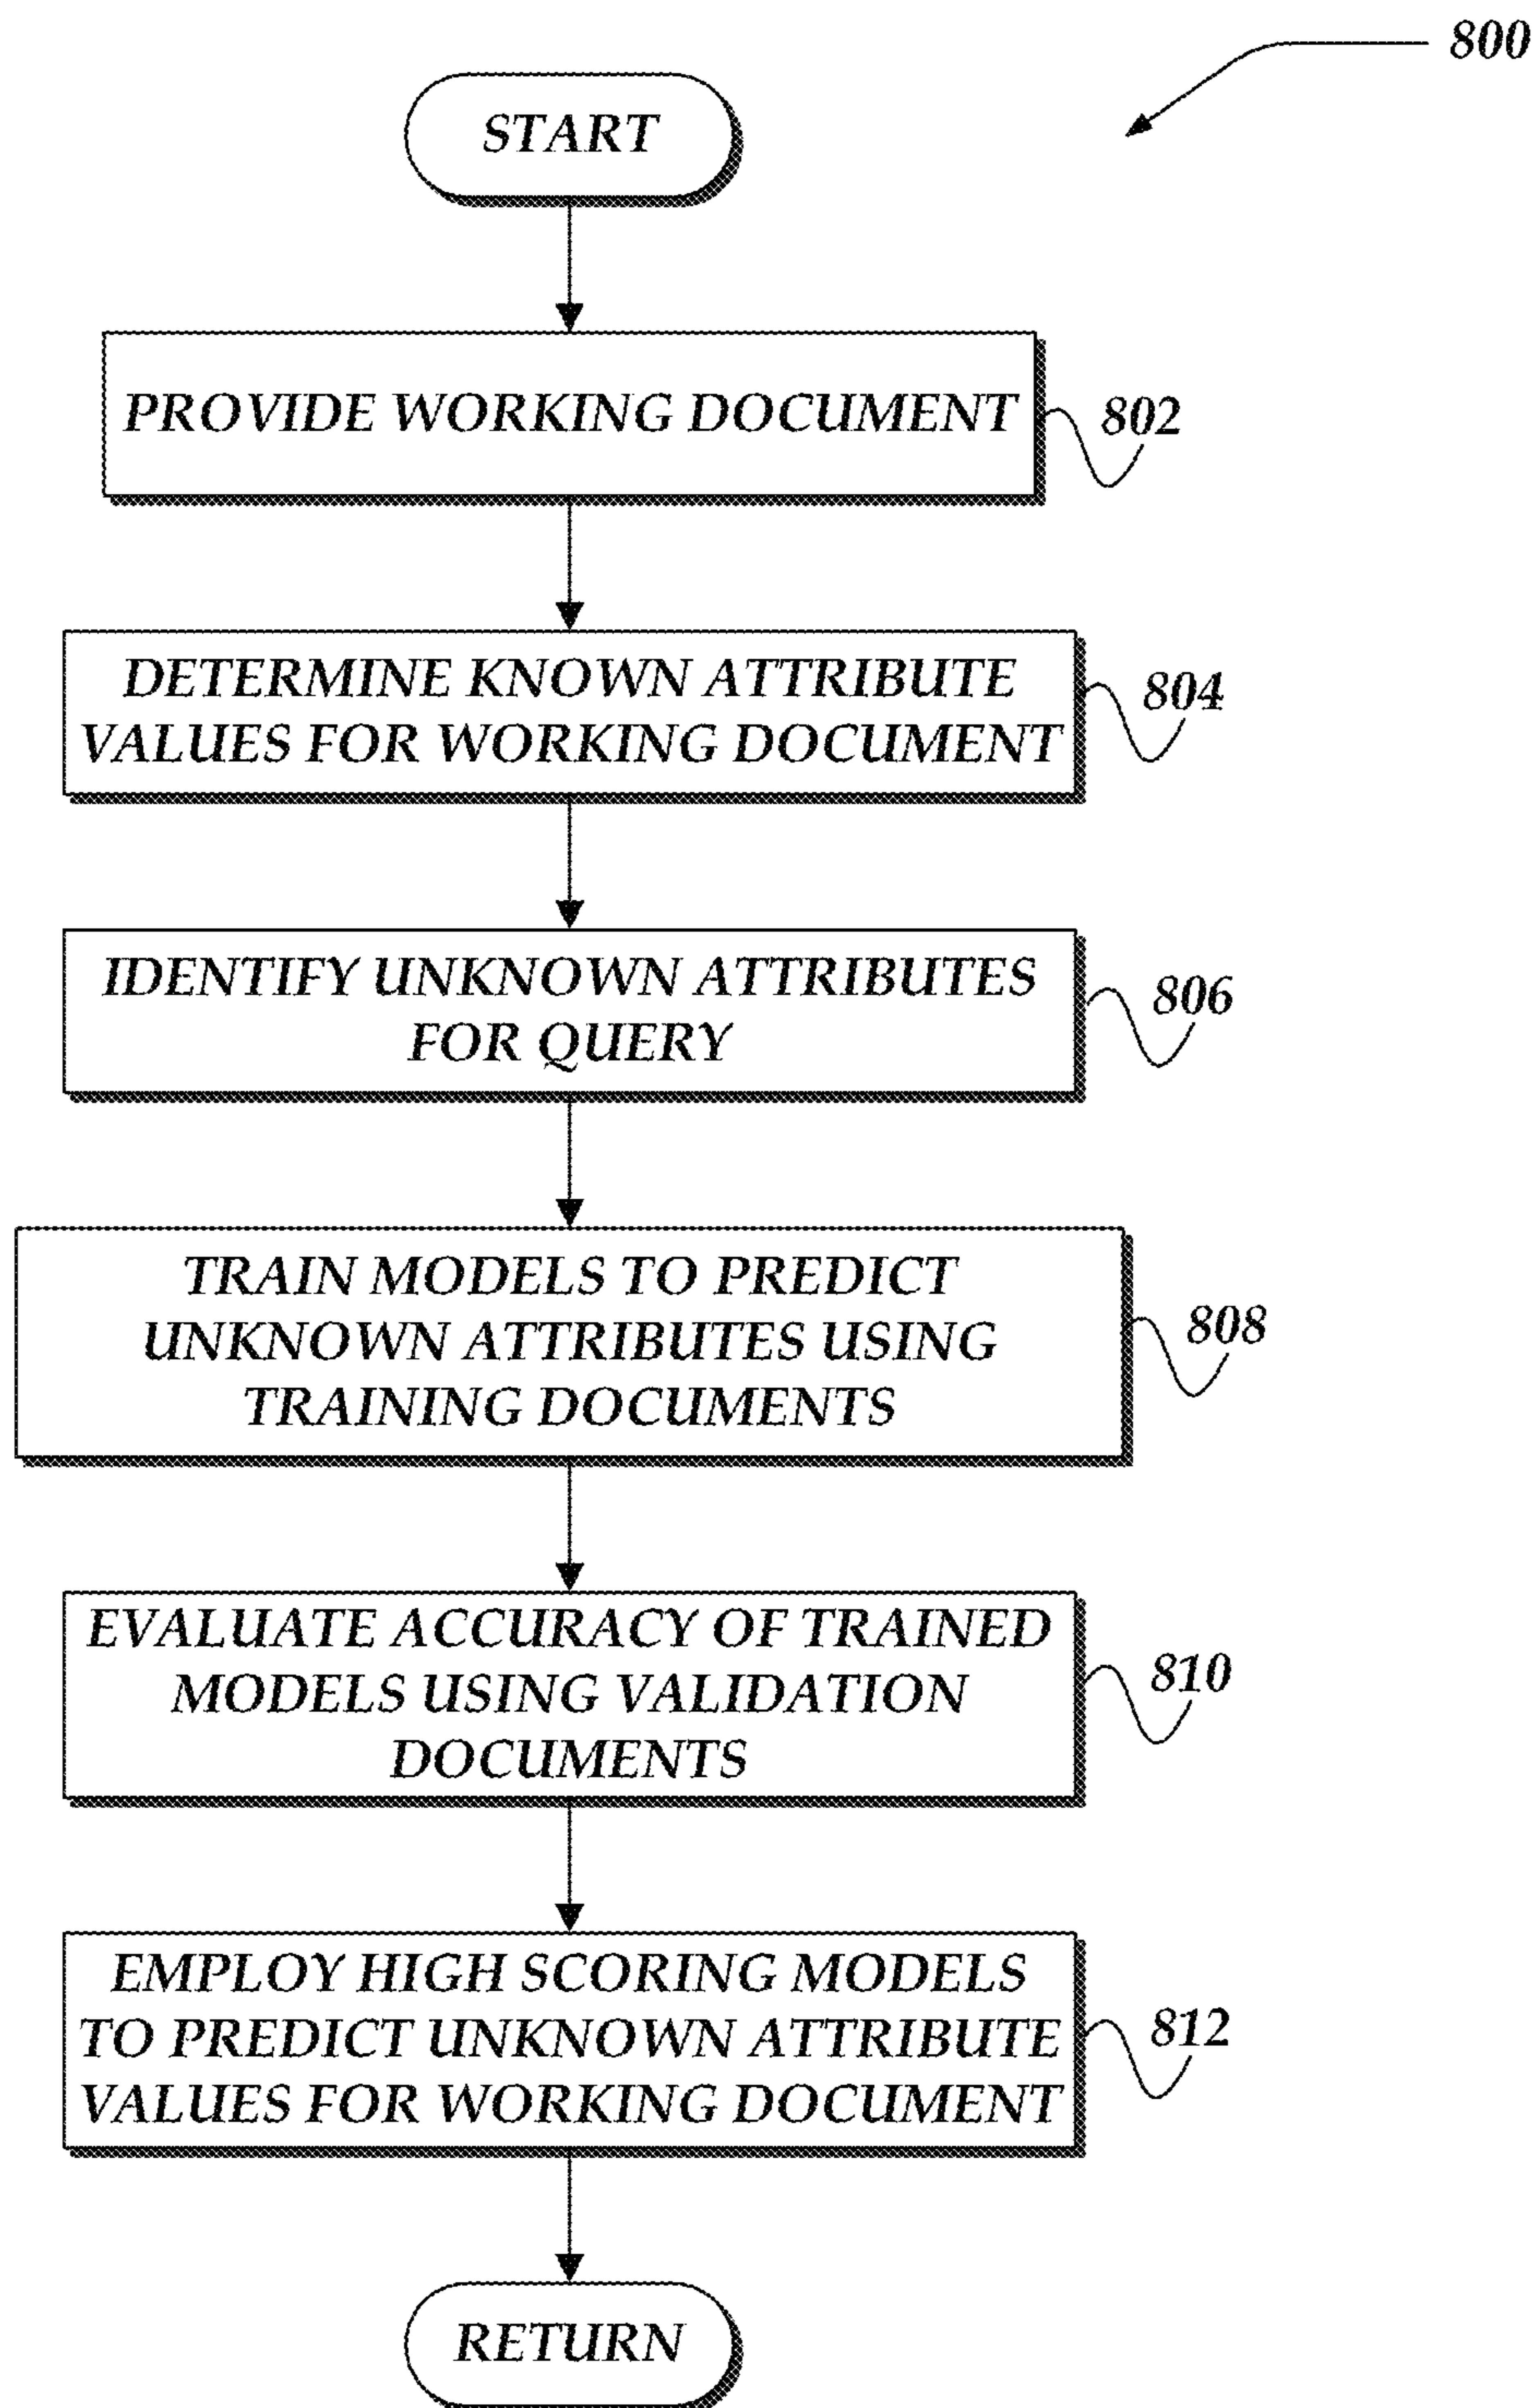 800
START
PROVIDE WORKING DOCUMENT
802
DETERMINE KNOWN ATTRIBUTE
VALUES FOR WORKING DOCUMENT
804
IDENTIFY UNKNOWN ATTRIBUTES
FOR QUERY
806
TRAIN MODELS TO PREDICT
UNKNOWN ATTRIBUTES USING
TRAINING DOCUMENTS
808
EVALUATE ACCURACY OF TRAINED
MODELS USING VALIDATION
DOCUMENTS
810
EMPLOY HIGH SCORING MODELS
TO PREDICT UNKNOWN ATTRIBUTE
VALUES FOR WORKING DOCUMENT
812
RETURN